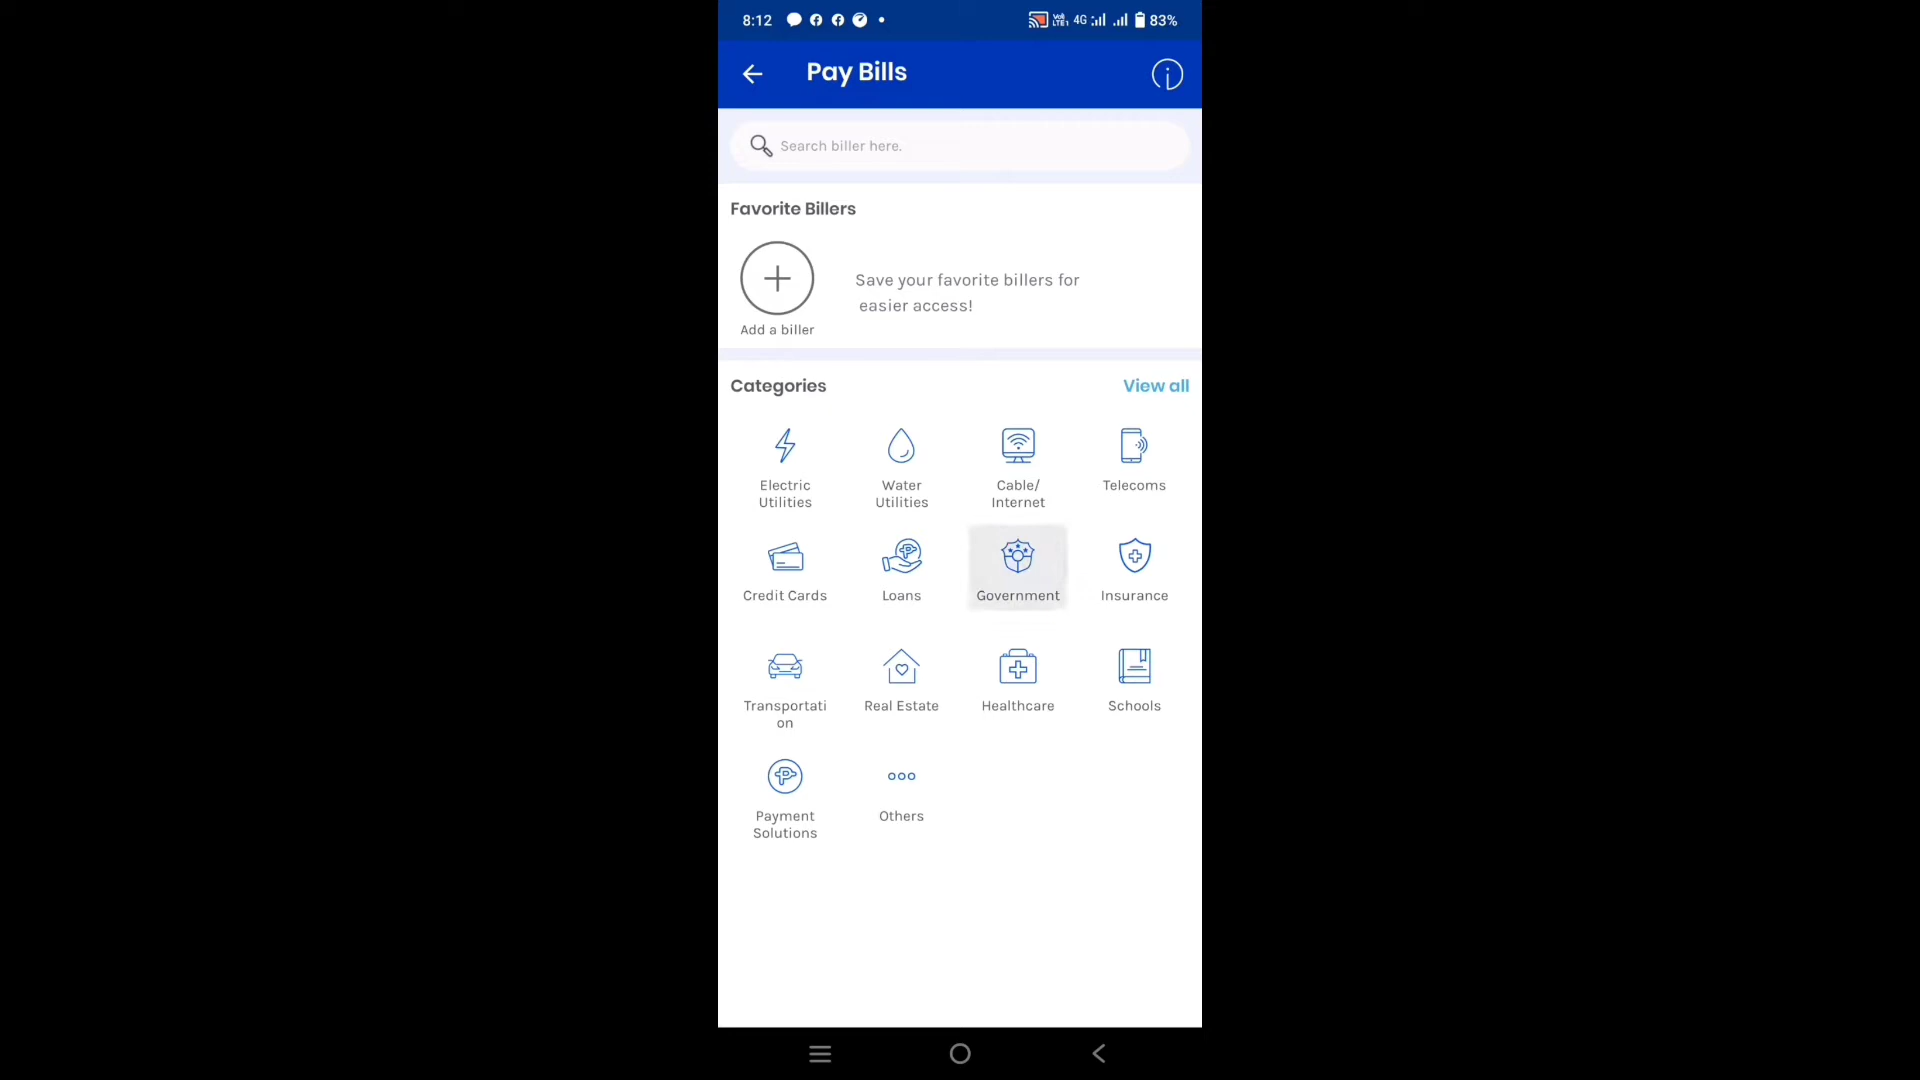 8:12
4G
83%
Pay Bills
Search biller here.
Favorite Billers
Save your favorite billers for
easier access!
Add a biller
Categories
View all
Electric
Utilities
Water
Utilities
Cable/
Internet
Telecoms
Credit Cards
Loans
Government
Insurance
Transportati
on
Real Estate
Healthcare
Schools
Payment
Solutions
Others